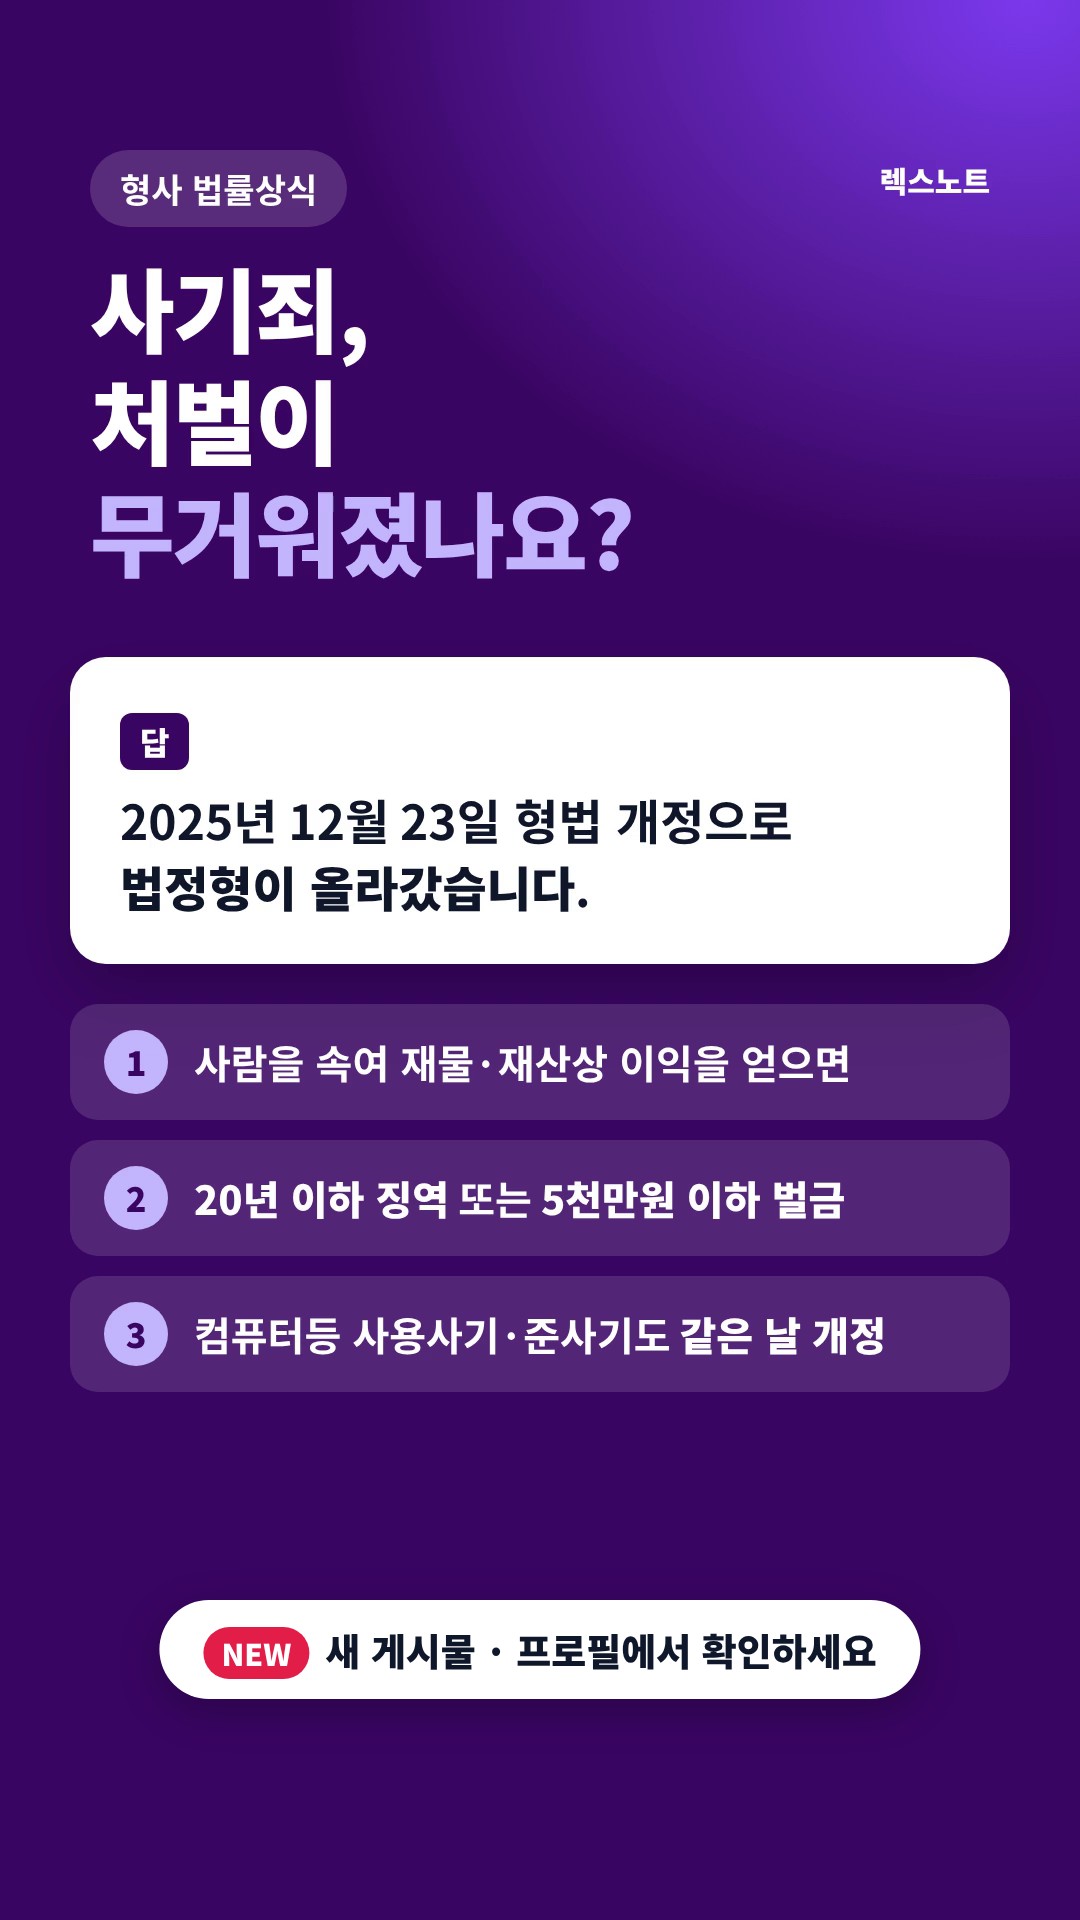 형사 법률상식
렉스노트
사기죄,
처벌이
무거워졌나요?
답
2025년 12월 23일 형법 개정으로
법정형이 올라갔습니다.
1 사람을 속여 재물·재산상 이익을 얻으면
2 20년 이하 징역 또는 5천만원 이하 벌금
3 컴퓨터등 사용사기·준사기도 같은 날 개정
NEW 새 게시물 · 프로필에서 확인하세요